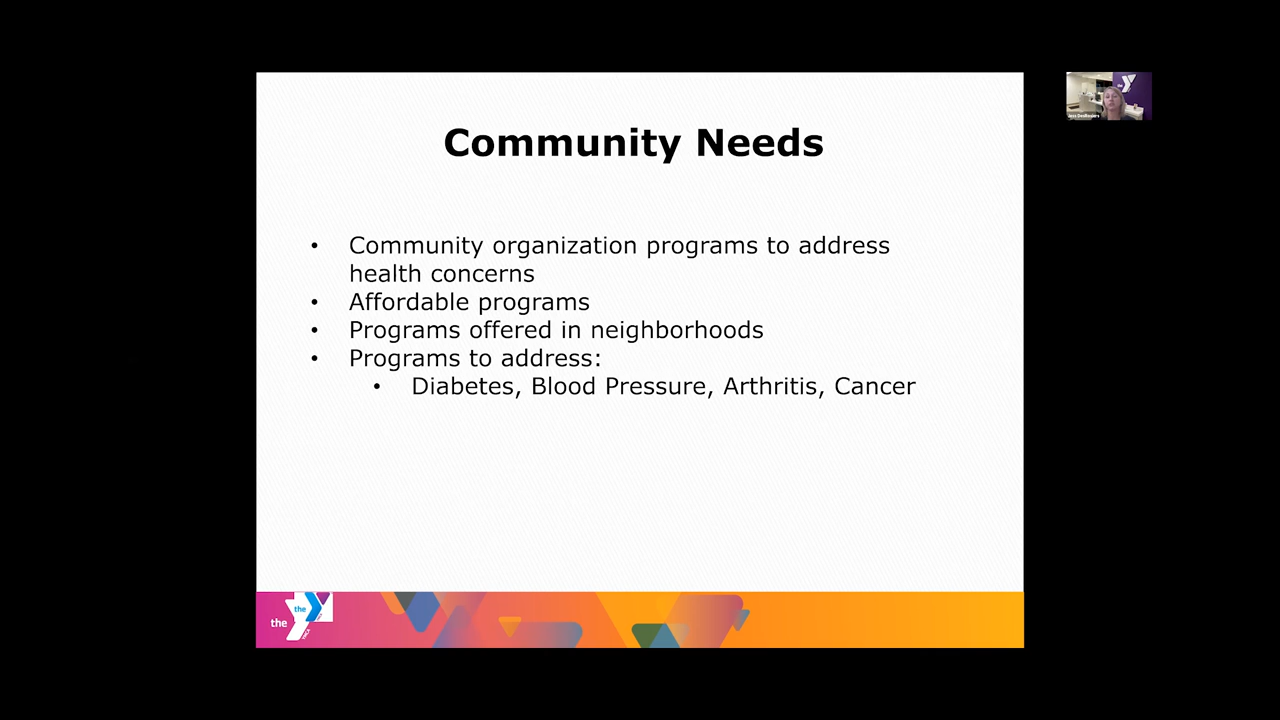 Community Needs
• Community organization programs to address
health concerns
• Affordable programs
• Programs offered in neighborhoods
• Programs to address:
• Diabetes, Blood Pressure, Arthritis, Cancer
the
the
Y